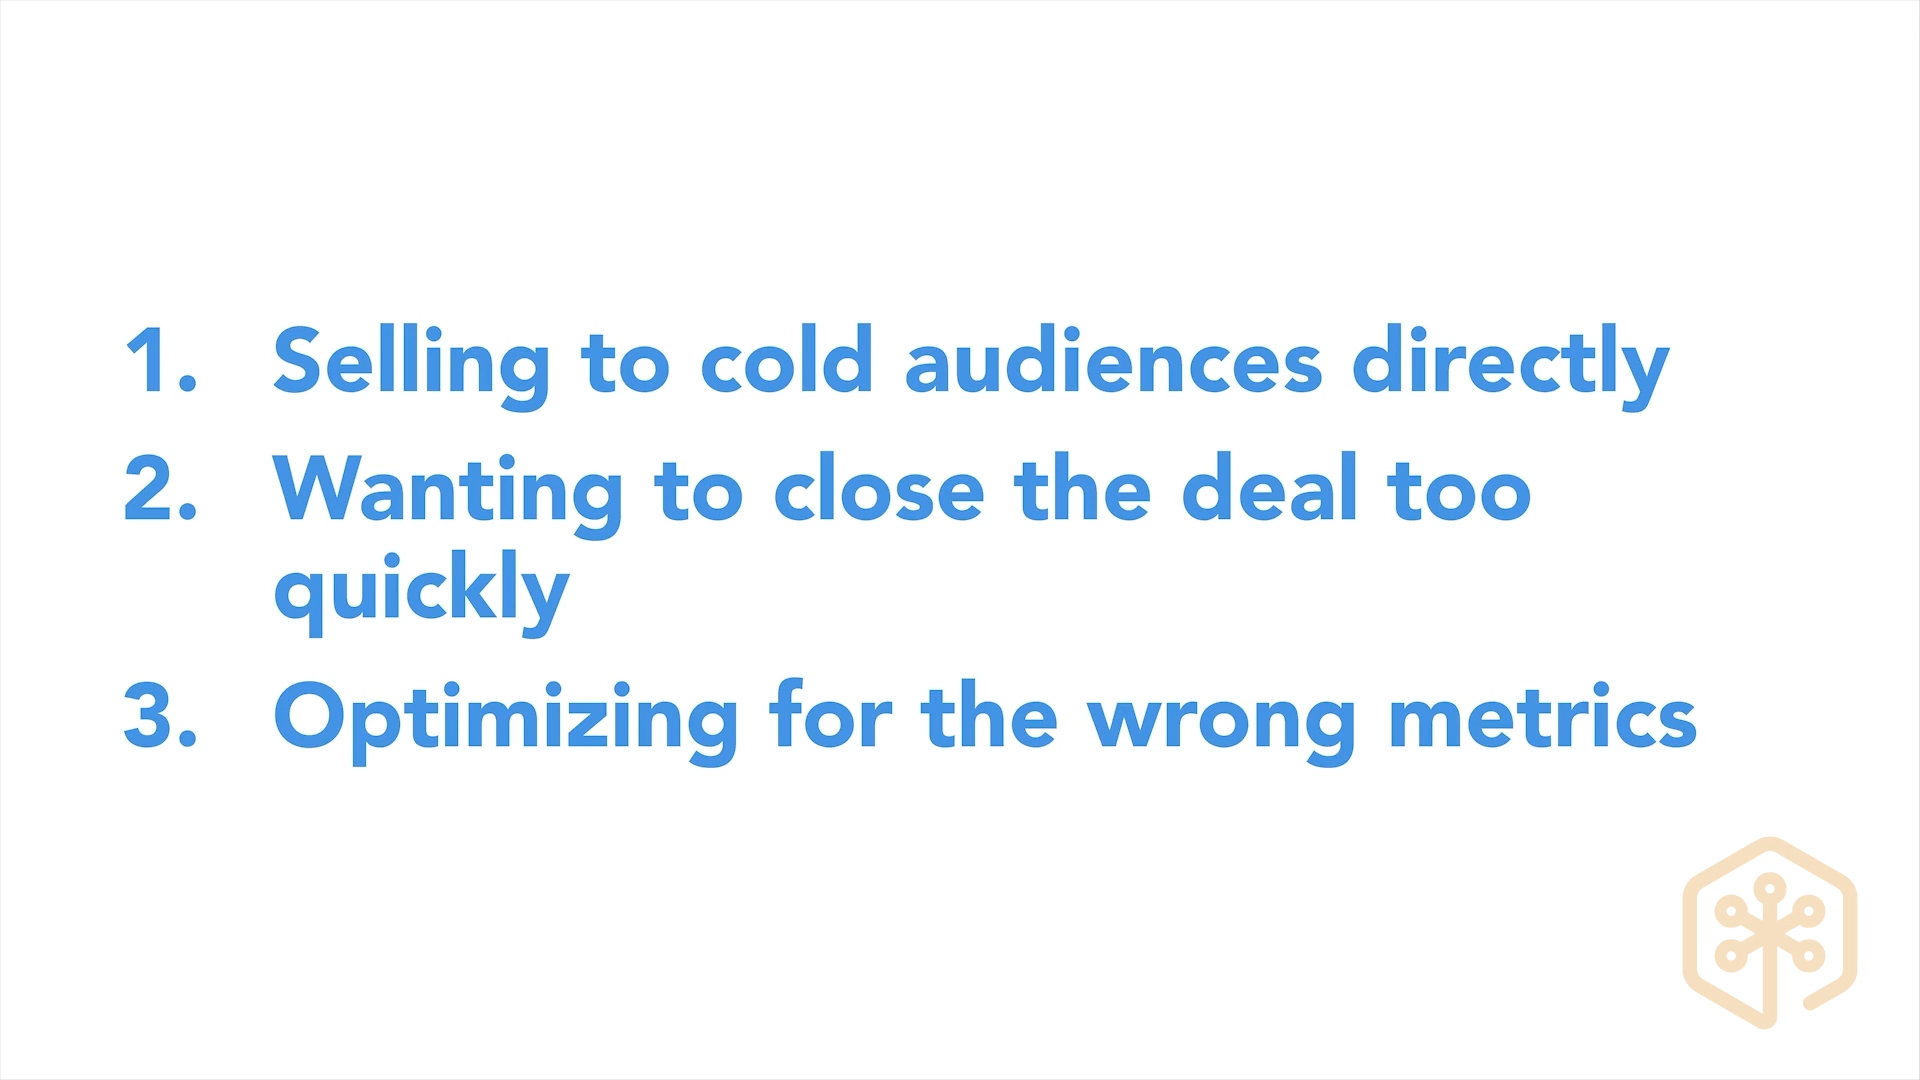 1. Selling to cold audiences directly
2. Wanting to close the deal too
quickly
3. Optimizing for the wrong metrics